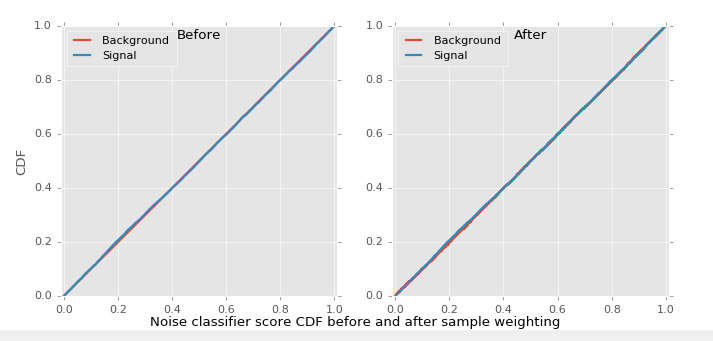 Before
Background
Signal
1.0
0.8
0.6
0.4
0.2
0.0
CDF
0.0 0.2 0.4 0.6 0.8 1.0
After
Background
Signal
1.0
0.8
0.6
0.4
0.2
0.0
0.0 0.2 0.4 0.6 0.8 1.0
Noise classifier score CDF before and after sample weighting